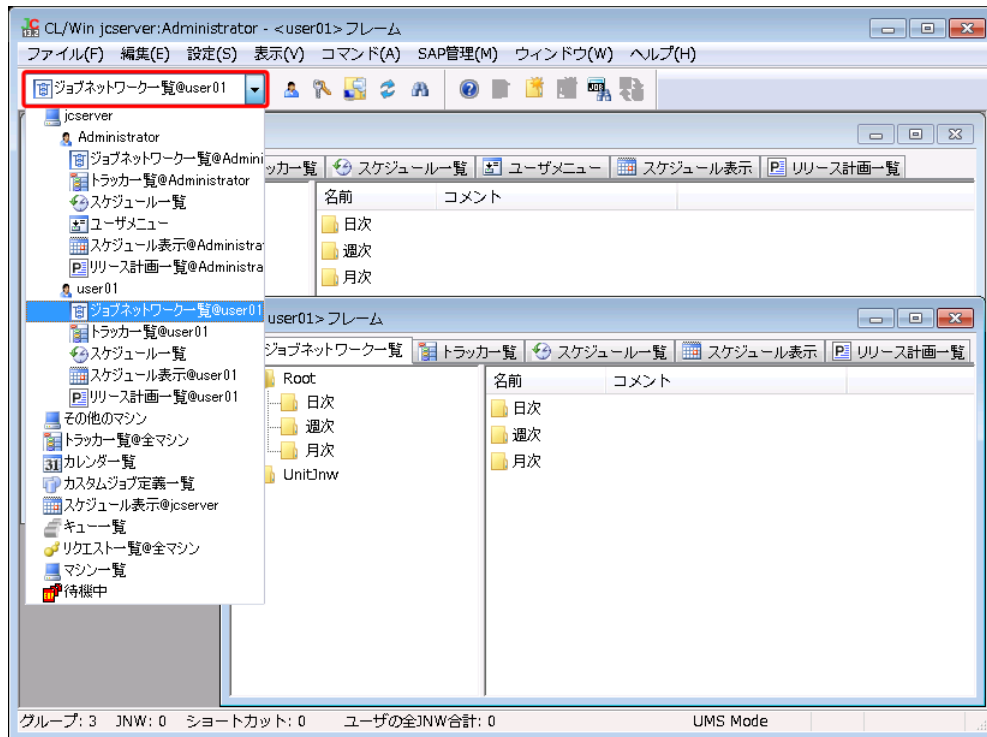 CL/Win jcserver:Administrator - <user01>フレーム
ファイル(F) 編集(E) 設定(S) 表示(V) コマンド(A) SAP管理(M) ウィンドウ(W) ヘルプ(H)
ジョブネットワーク一覧@user01
jcserver
Administrator
ジョブネットワーク一覧@Admini
トラッカー一覧@Administrator
スケジュール一覧
ユーザメニュー
スケジュール表示@Administra
リリース計画一覧@Administra
user01
ジョブネットワーク一覧@user01
トラッカー一覧@user01
スケジュール一覧
スケジュール表示@user01
リリース計画一覧@user01
その他のマシン
トラッカー一覧@全マシン
カレンダー一覧
カスタムジョブ定義一覧
スケジュール表示@jcserver
キュー一覧
リクエスト一覧@全マシン
マシン一覧
待機中
ッカー一覧 スケジュール一覧 ユーザメニュー スケジュール表示 リリース計画一覧
名前 コメント
日次
週次
月次
user01>フレーム
ジョブネットワーク一覧 トラッカー一覧 スケジュール一覧 スケジュール表示 リリース計画一覧
Root
日次
週次
月次
UnitJnw
名前 コメント
日次
週次
月次
グループ: 3 JNW: 0 ショートカット: 0 ユーザの全JNW合計: 0 UMS Mode